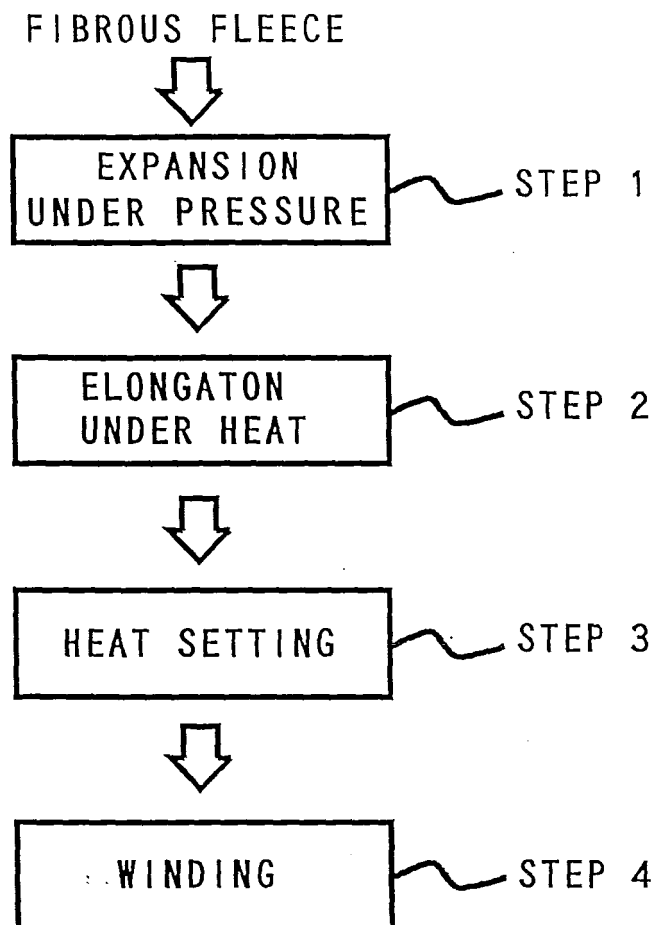 FIBROUS FLEECE
EXPANSION
UNDER PRESSURE
STEP 1
ELONGATON
UNDER HEAT
STEP 2
HEAT SETTING
STEP 3
WINDING
STEP 4